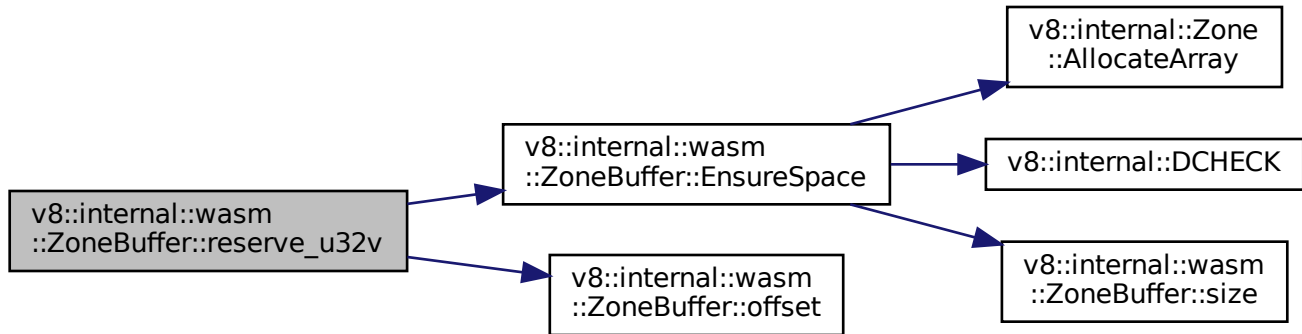 v8::internal::wasm
::ZoneBuffer::reserve_u32v
v8::internal::wasm
::ZoneBuffer::EnsureSpace
v8::internal::wasm
::ZoneBuffer::offset
v8::internal::Zone
::AllocateArray
v8::internal::DCHECK
v8::internal::wasm
::ZoneBuffer::size